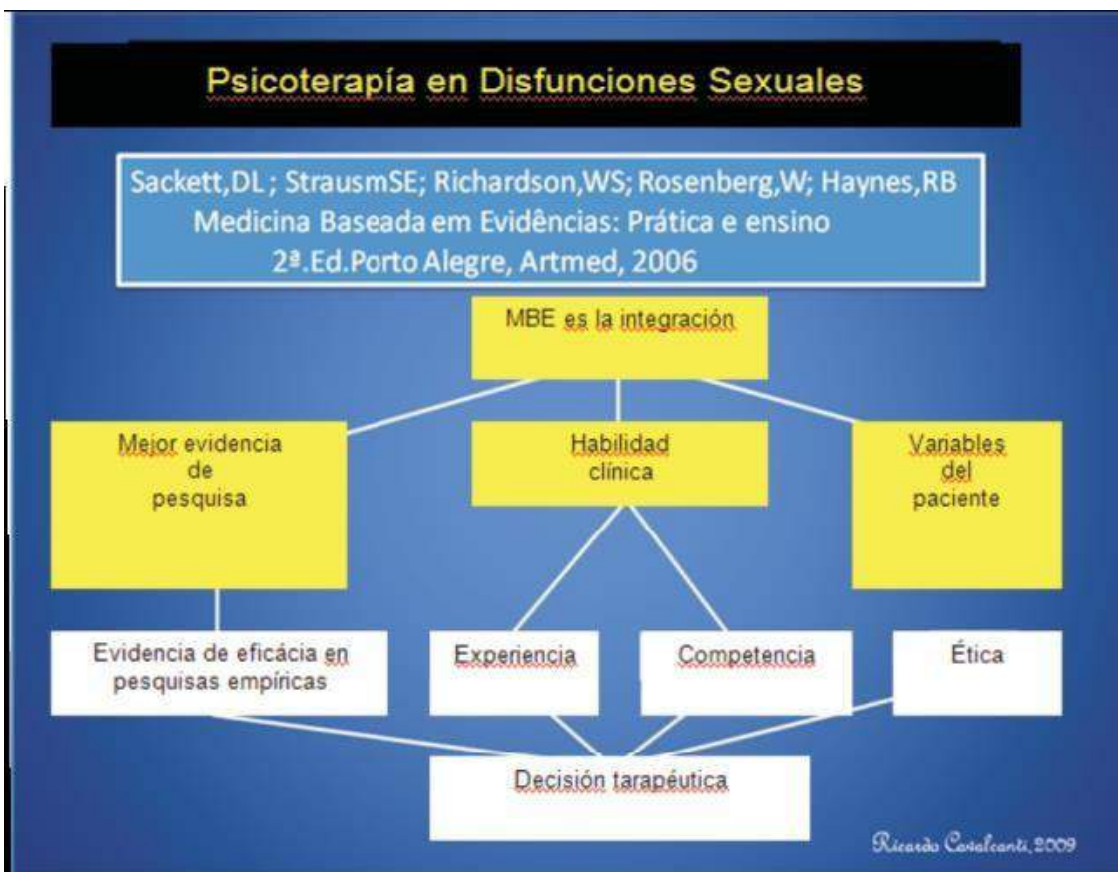 Psicoterapía en Disfunciones Sexuales
Sackett,DL ; StrausmSE; Richardson,WS; Rosenberg,W; Haynes,RB
Medicina Baseada em Evidências: Prática e ensino
2ª.Ed.Porto Alegre, Artmed, 2006
MBE es la integración
Mejor evidencia
de
pesquisa
Habilidad
clínica
Variables
del
paciente
Evidencia de eficácia en
pesquisas empíricas
Experiencia
Competencia
Ética
Decisión tarapéutica
Ricardo Cavalcanti, 2009